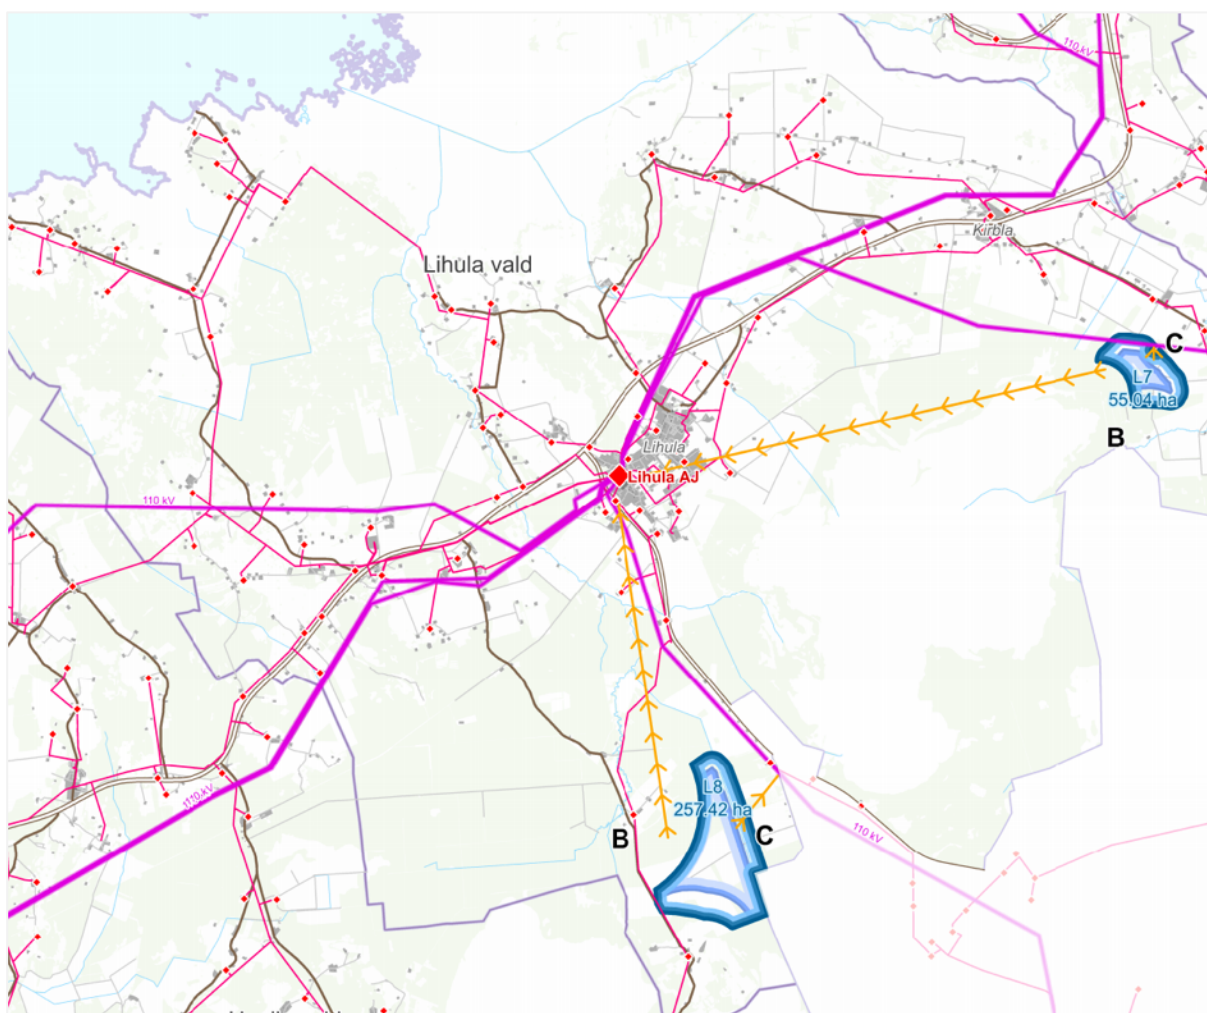 110 kV
Kirbla
Lihula vald
C
L7
55.04 ha
B
Lihula
Lihula AJ
110 kV
L8
257.42 ha
110 kV
B
C
110 kV